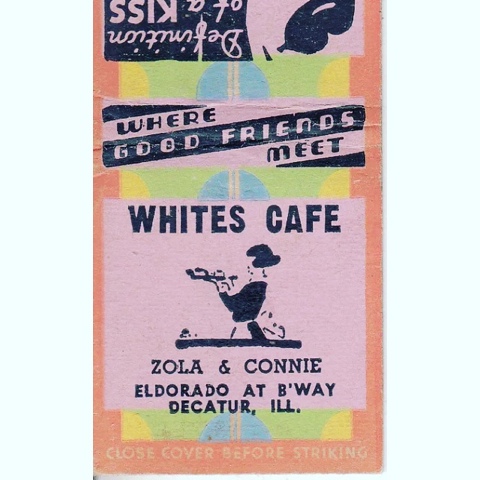 Definition
of a KISS
WHERE
GOOD FRIENDS
MEET
WHITES CAFE
ZOLA & CONNIE
ELDORADO AT B'WAY
DECATUR, ILL.
CLOSE COVER BEFORE STRIKING